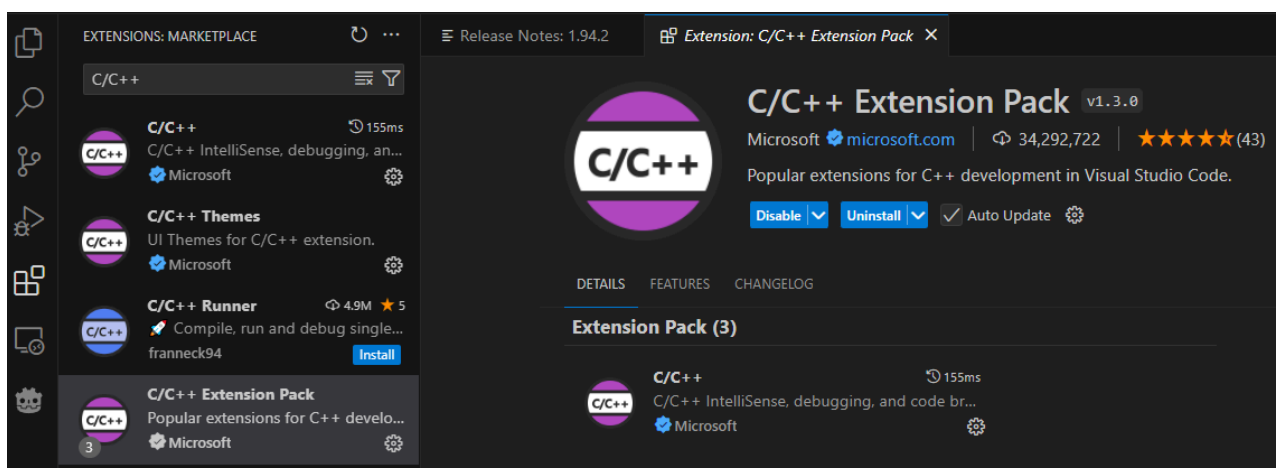 EXTENSIONS: MARKETPLACE
C/C++
C/C++
C/C++ 155ms
C/C++ IntelliSense, debugging, an...
Microsoft
C/C++
C/C++ Themes
UI Themes for C/C++ extension.
Microsoft
C/C++
C/C++ Runner 4.9M 5
Compile, run and debug single...
franneck94 Install
C/C++
3
C/C++ Extension Pack
Popular extensions for C++ develo...
Microsoft
Release Notes: 1.94.2
Extension: C/C++ Extension Pack
C/C++
C/C++ Extension Pack v1.3.0
Microsoft microsoft.com 34,292,722 (43)
Popular extensions for C++ development in Visual Studio Code.
Disable Uninstall Auto Update
DETAILS FEATURES CHANGELOG
Extension Pack (3)
C/C++
C/C++ 155ms
C/C++ IntelliSense, debugging, and code br...
Microsoft